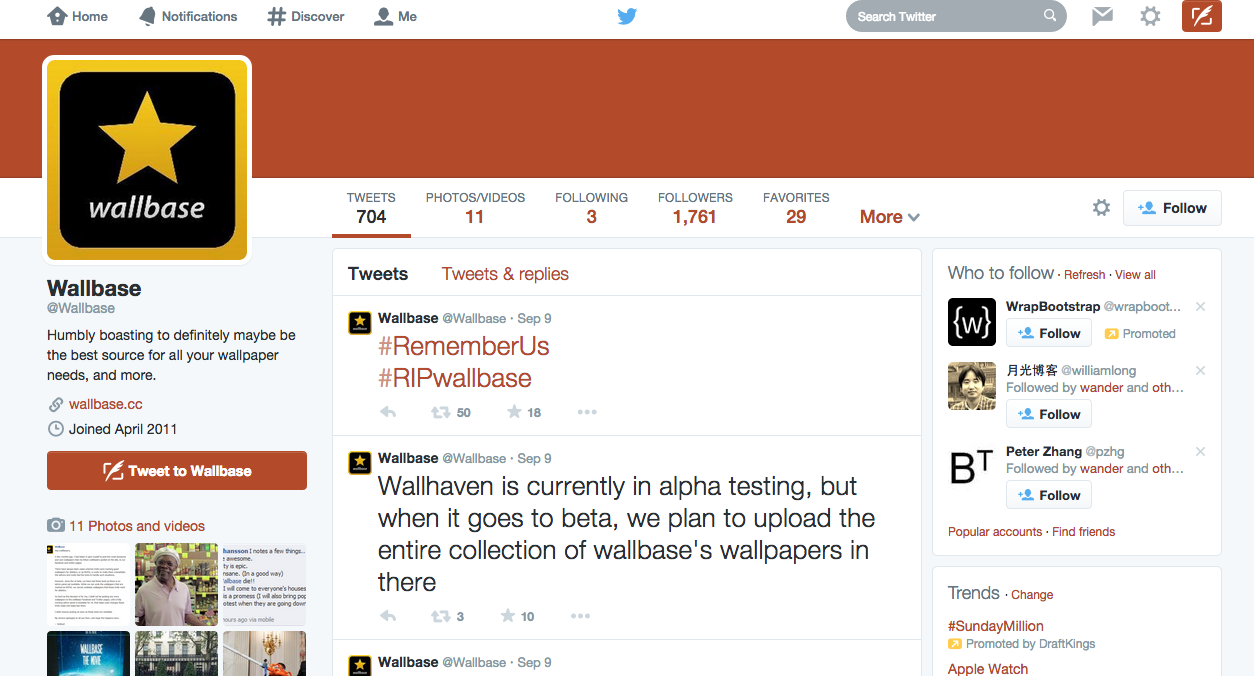 Home
Notifications
Discover
Me
Search Twitter
wallbase
TWEETS
704
PHOTOS/VIDEOS
11
FOLLOWING
3
FOLLOWERS
1,761
FAVORITES
29
More
Follow
Wallbase
@Wallbase
Humbly boasting to definitely maybe be
the best source for all your wallpaper
needs, and more.
wallbase.cc
Joined April 2011
Tweet to Wallbase
11 Photos and videos
hansson I notes a few things...
awesome.
ty is epic.
nsane. (In a good way)
allbase die!!
I will come to everyone's houses
is a promess (I will also bring pop
otest when they are going down
hours ago via mobile
WALLBASE
THE MOVIE
Tweets
Tweets & replies
Wallbase @Wallbase · Sep 9
#RememberUs
#RIPwallbase
50
18
Wallbase @Wallbase · Sep 9
Wallhaven is currently in alpha testing, but
when it goes to beta, we plan to upload the
entire collection of wallbase's wallpapers in
there
3
10
Wallbase @Wallbase · Sep 9
Who to follow · Refresh · View all
{w}
WrapBootstrap @wrapboot...
Follow
Promoted
月光博客 @williamlong
Followed by wander and oth...
Follow
BT
Peter Zhang @pzhg
Followed by wander and oth...
Follow
Popular accounts · Find friends
Trends · Change
#SundayMillion
Promoted by DraftKings
Apple Watch